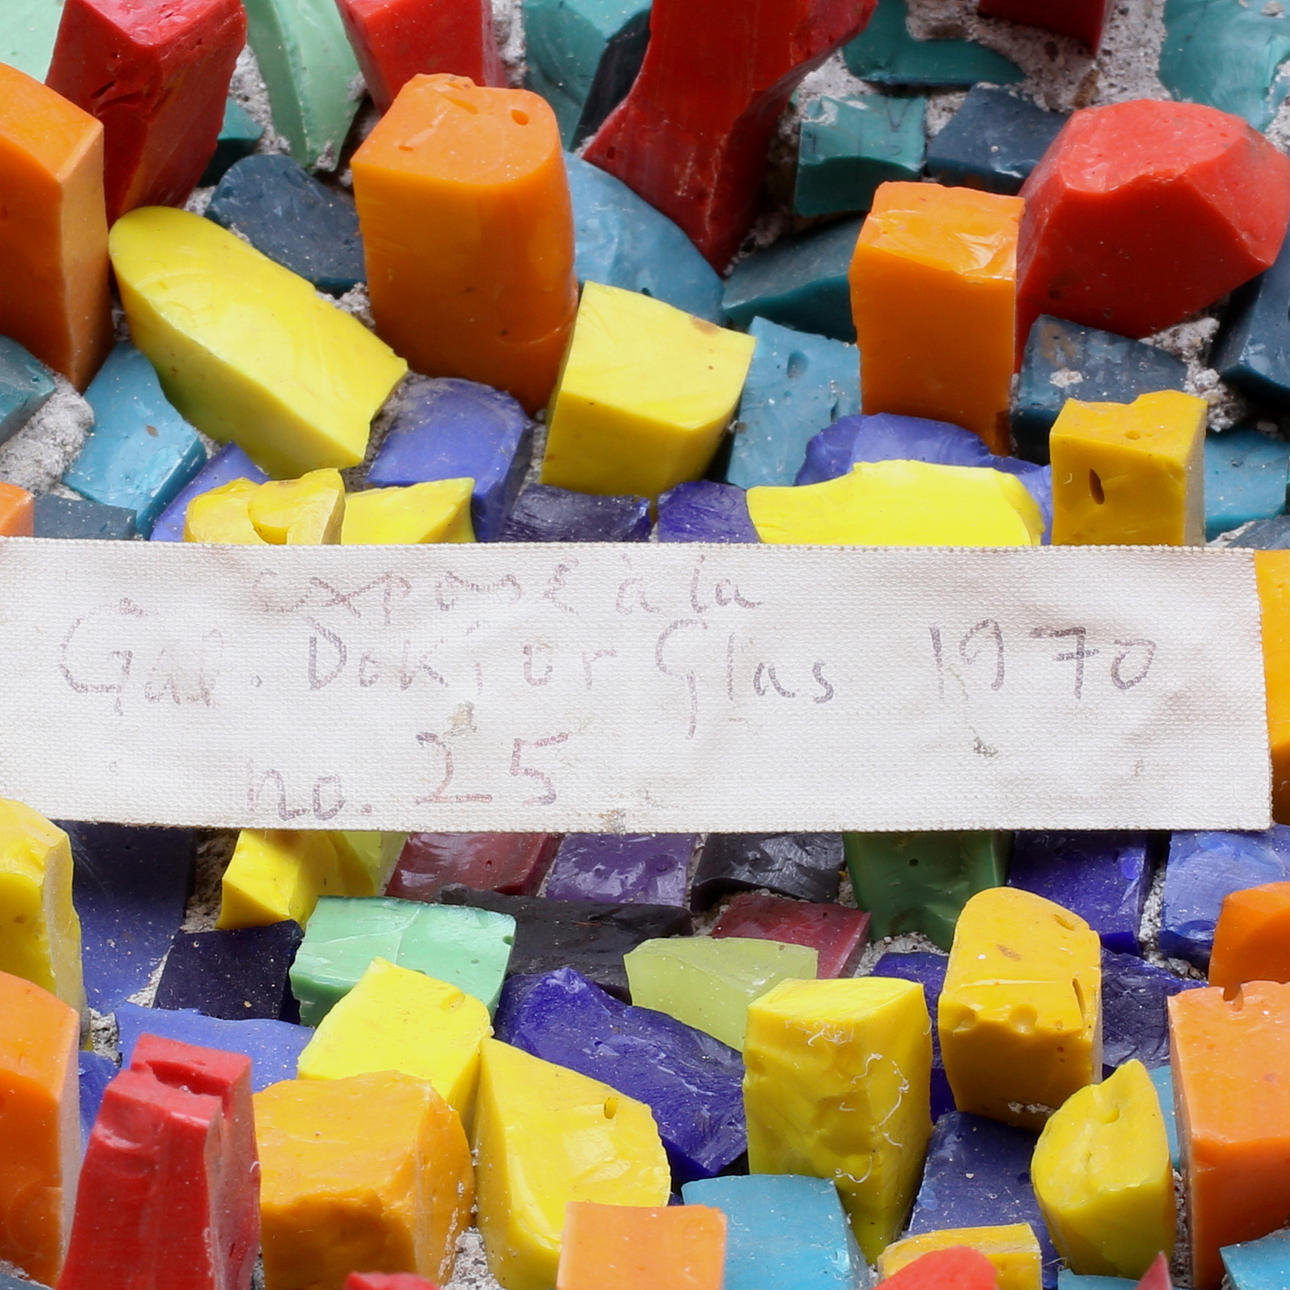 exposé à la
Gal. Doktor Glas 1970
no. 25